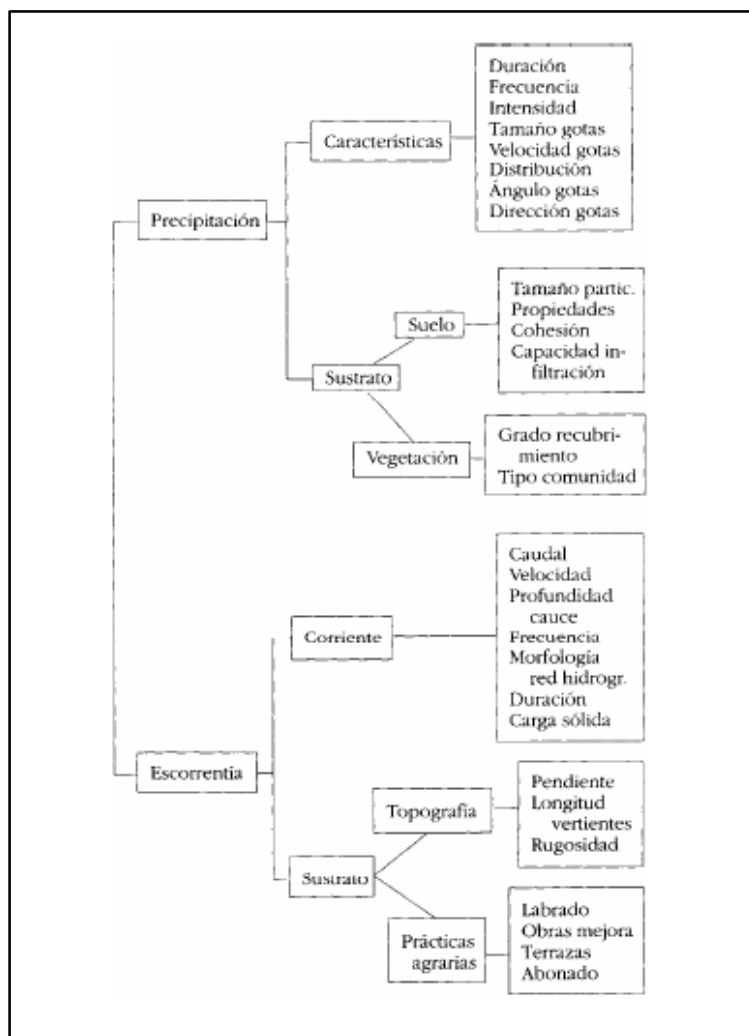 Duración
Frecuencia
Intensidad
Tamaño gotas
Velocidad gotas
Distribución
Ángulo gotas
Dirección gotas
Características
Precipitación
Tamaño partic.
Propiedades
Cohesión
Capacidad in-
filtración
Suelo
Sustrato
Vegetación
Grado recubri-
miento
Tipo comunidad
Caudal
Velocidad
Profundidad
cauce
Frecuencia
Morfología
red hidrogr.
Duración
Carga sólida
Corriente
Escorrentía
Pendiente
Longitud
vertientes
Rugosidad
Topografía
Sustrato
Prácticas
agrarias
Labrado
Obras mejora
Terrazas
Abonado